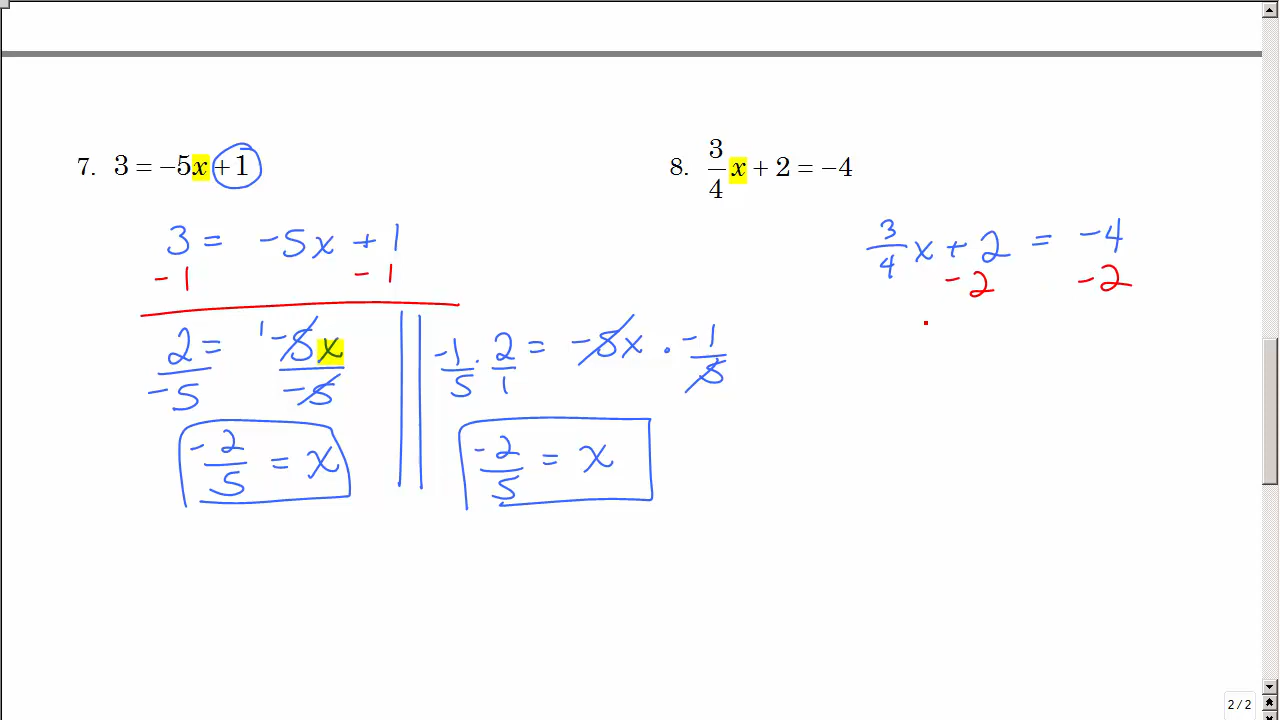 7. 3 = −5x + 1
3 = -5x + 1
-1 -1
2 = 1 -5x
-5 -5
-2/5 = x
-1/5 · 2/1 = -5x · -1/5
-2/5 = x
8. 3/4 x + 2 = −4
3/4 x + 2 = -4
-2 -2
2 / 2